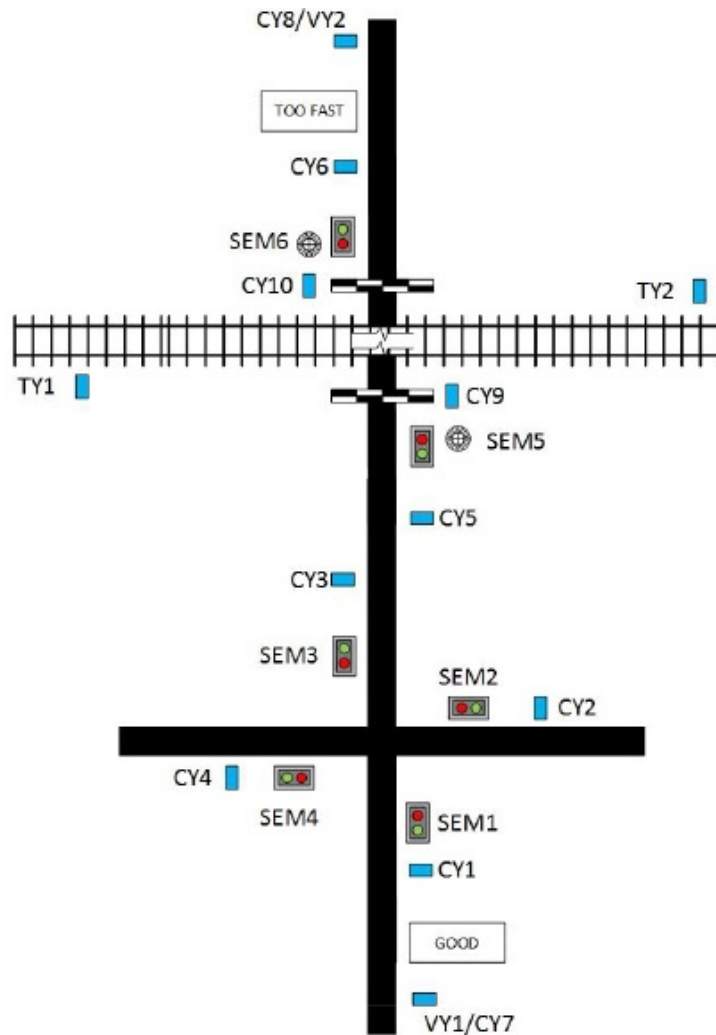 CY8/VY2
TOO FAST
CY6
SEM6
CY10
TY2
TY1
CY9
SEM5
CY5
CY3
SEM3
SEM2
CY2
CY4
SEM4
SEM1
CY1
GOOD
VY1/CY7